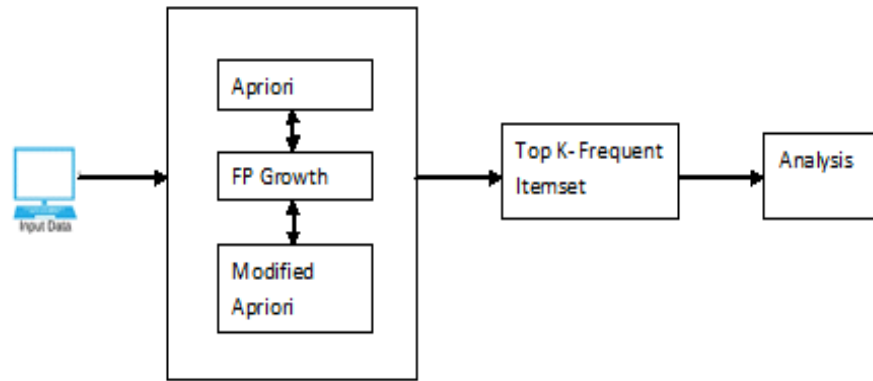 Apriori
FP Growth
Modified
Apriori
Input Data
Top K- Frequent
Itemset
Analysis